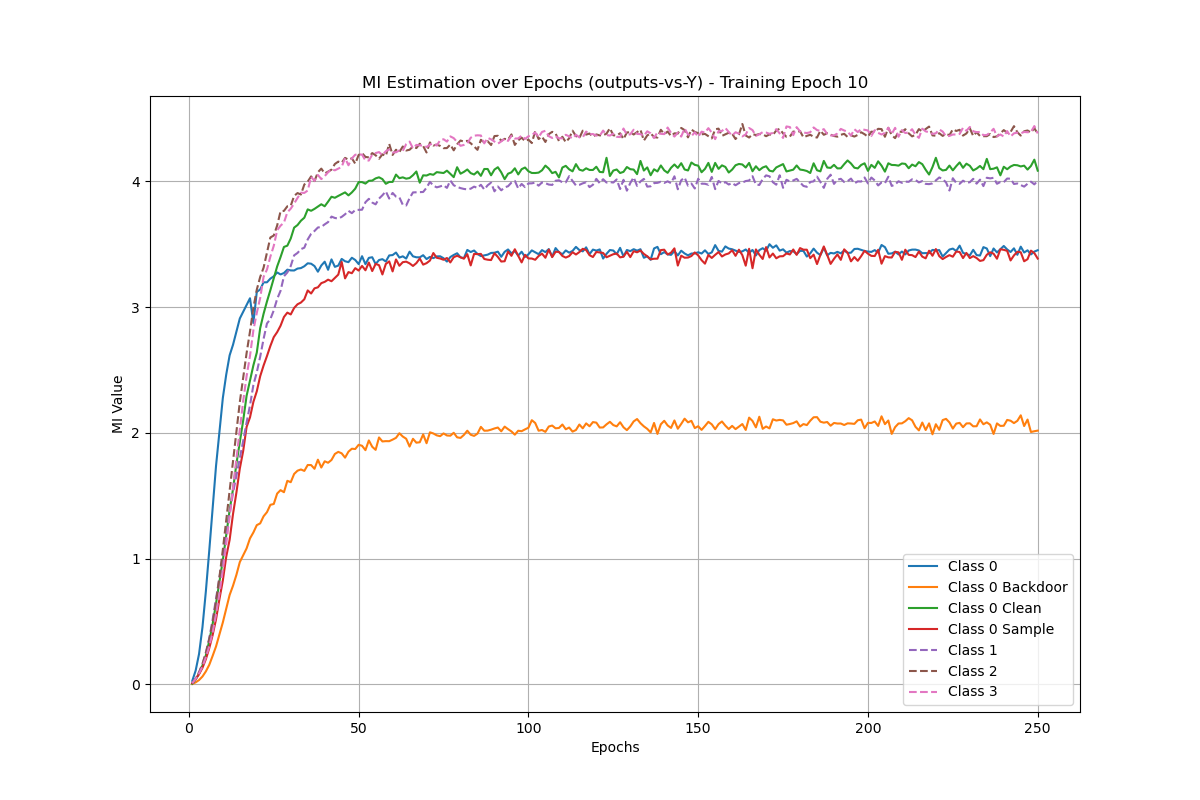 MI Estimation over Epochs (outputs-vs-Y) - Training Epoch 10
MI Value
4
3
2
1
0
0 50 100 150 200 250
Epochs
Class 0
Class 0 Backdoor
Class 0 Clean
Class 0 Sample
Class 1
Class 2
Class 3